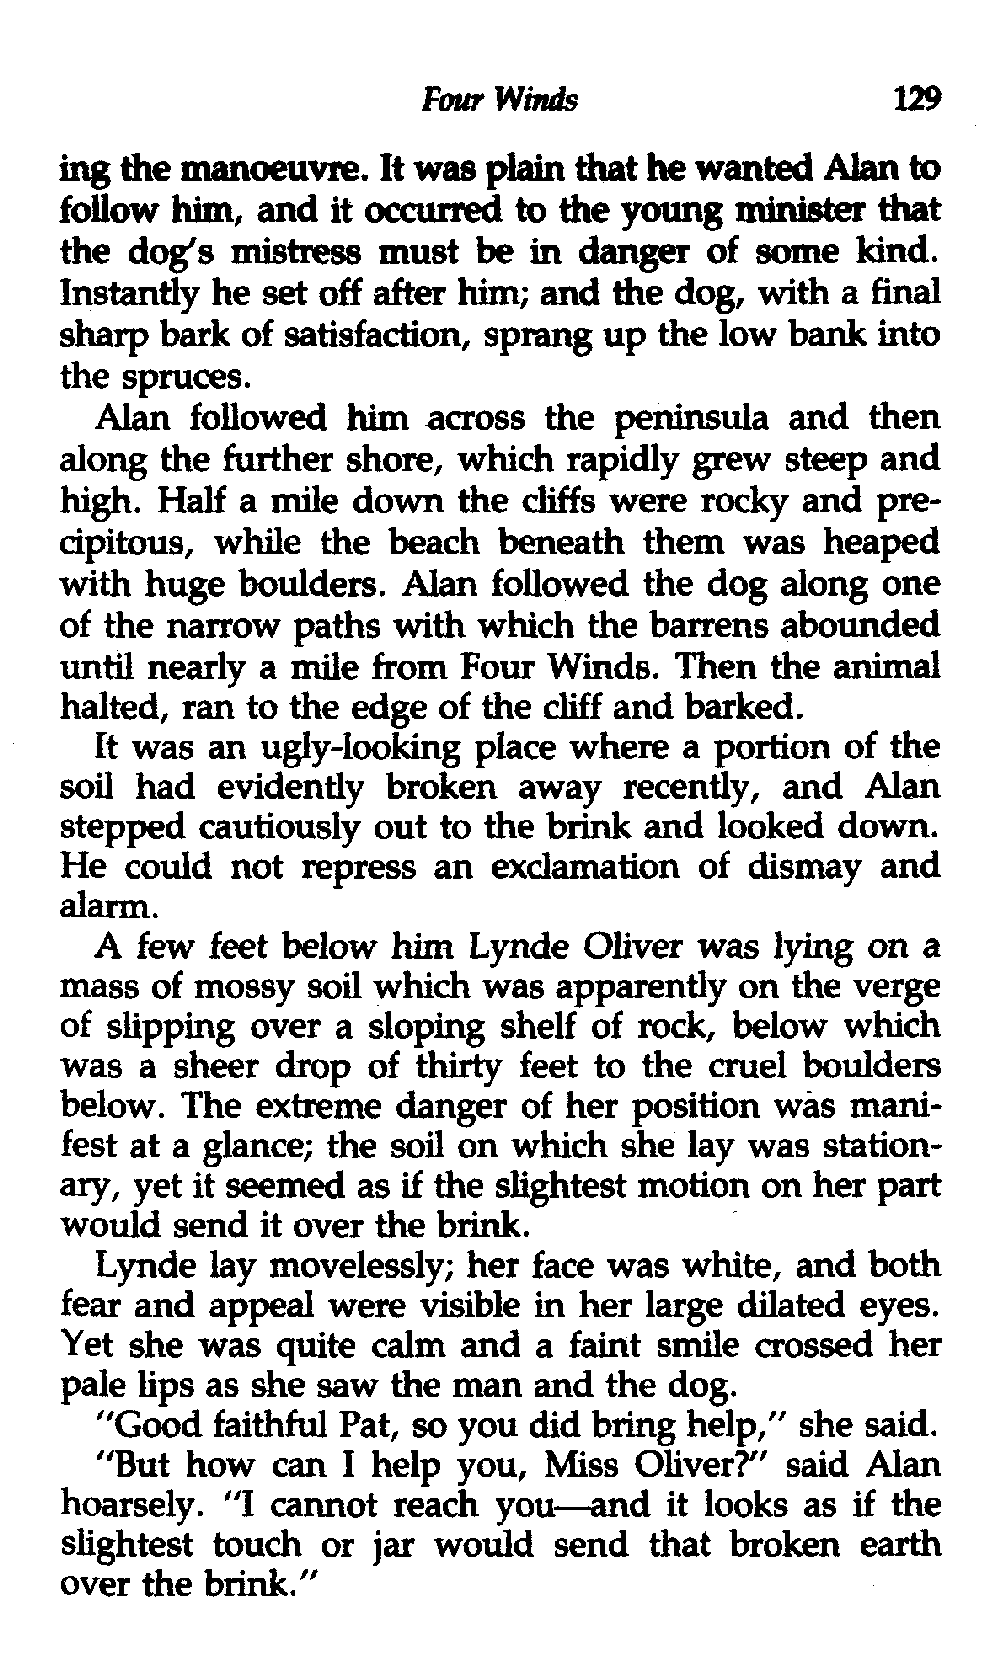 Four Winds 129
ing the manoeuvre. It was plain that he wanted Alan to
follow him, and it occurred to the young minister that
the dog's mistress must be in danger of some kind.
Instantly he set off after him; and the dog, with a final
sharp bark of satisfaction, sprang up the low bank into
the spruces.
Alan followed him across the peninsula and then
along the further shore, which rapidly grew steep and
high. Half a mile down the cliffs were rocky and pre-
cipitous, while the beach beneath them was heaped
with huge boulders. Alan followed the dog along one
of the narrow paths with which the barrens abounded
until nearly a mile from Four Winds. Then the animal
halted, ran to the edge of the cliff and barked.
It was an ugly-looking place where a portion of the
soil had evidently broken away recently, and Alan
stepped cautiously out to the brink and looked down.
He could not repress an exclamation of dismay and
alarm.
A few feet below him Lynde Oliver was lying on a
mass of mossy soil which was apparently on the verge
of slipping over a sloping shelf of rock, below which
was a sheer drop of thirty feet to the cruel boulders
below. The extreme danger of her position was mani-
fest at a glance; the soil on which she lay was station-
ary, yet it seemed as if the slightest motion on her part
would send it over the brink.
Lynde lay movelessly; her face was white, and both
fear and appeal were visible in her large dilated eyes.
Yet she was quite calm and a faint smile crossed her
pale lips as she saw the man and the dog.
"Good faithful Pat, so you did bring help," she said.
"But how can I help you, Miss Oliver?" said Alan
hoarsely. "I cannot reach you—and it looks as if the
slightest touch or jar would send that broken earth
over the brink."